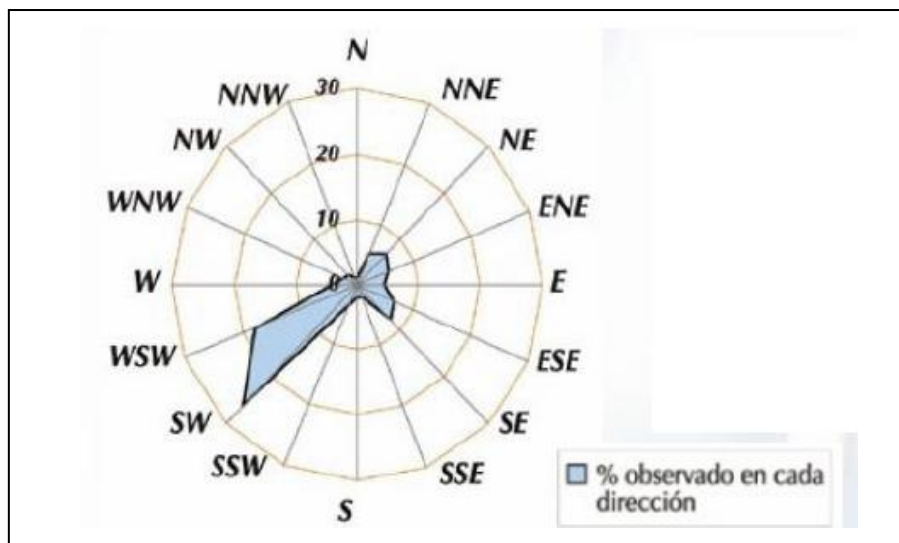 N
30
NNW
NNE
NW
NE
20
WNW
ENE
10
W
0
E
WSW
ESE
SW
SE
SSW
SSE
S
% observado en cada
dirección